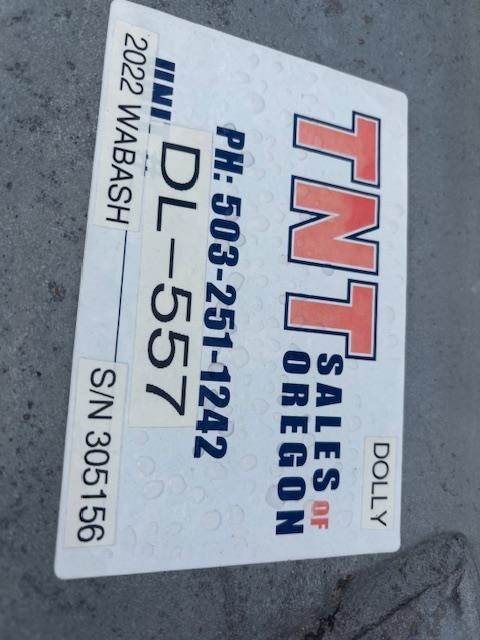 DOLLY
TNT
SALES OF
OREGON
PH: 503-251-1242
DL-557
2022 WABASH
S/N 305156